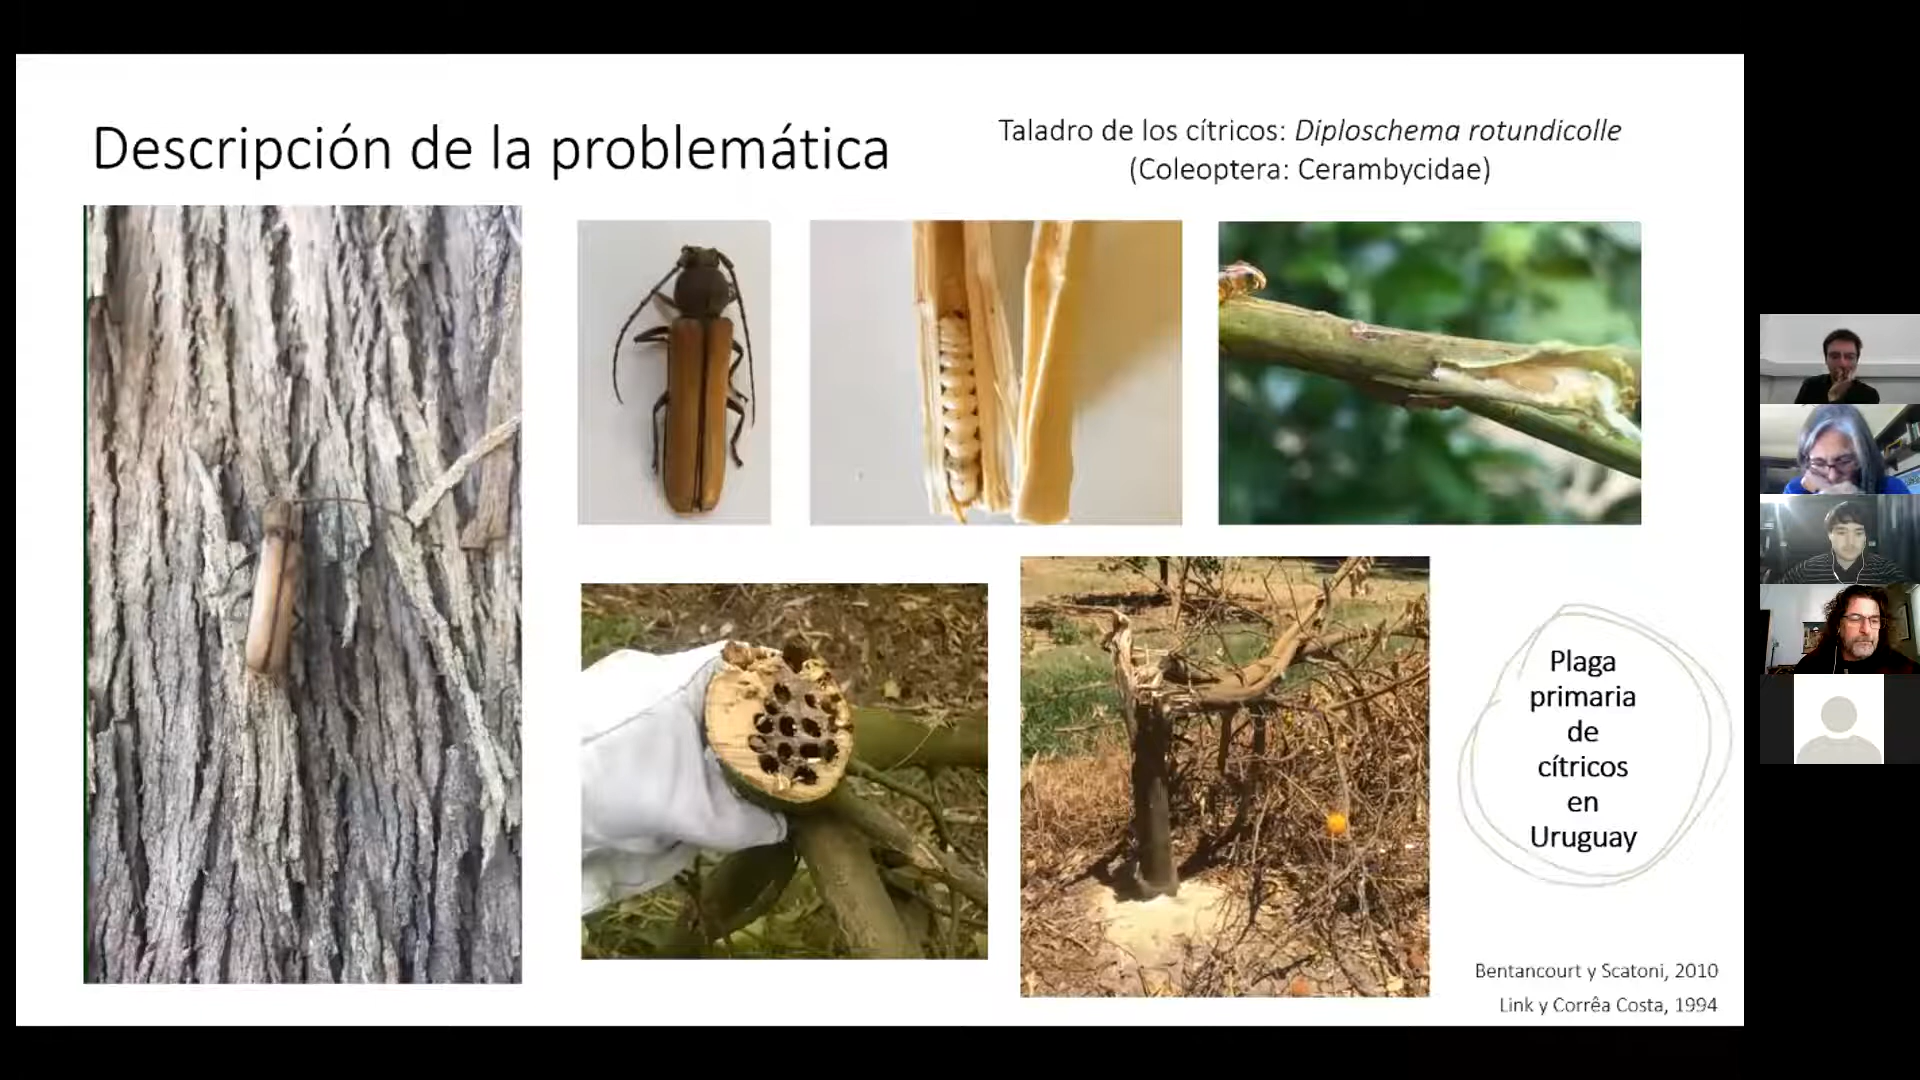 Descripción de la problemática
Taladro de los cítricos: Diploschema rotundicolle
(Coleoptera: Cerambycidae)
Plaga
primaria
de
cítricos
en
Uruguay
Bentancourt y Scatoni, 2010
Link y Corrêa Costa, 1994